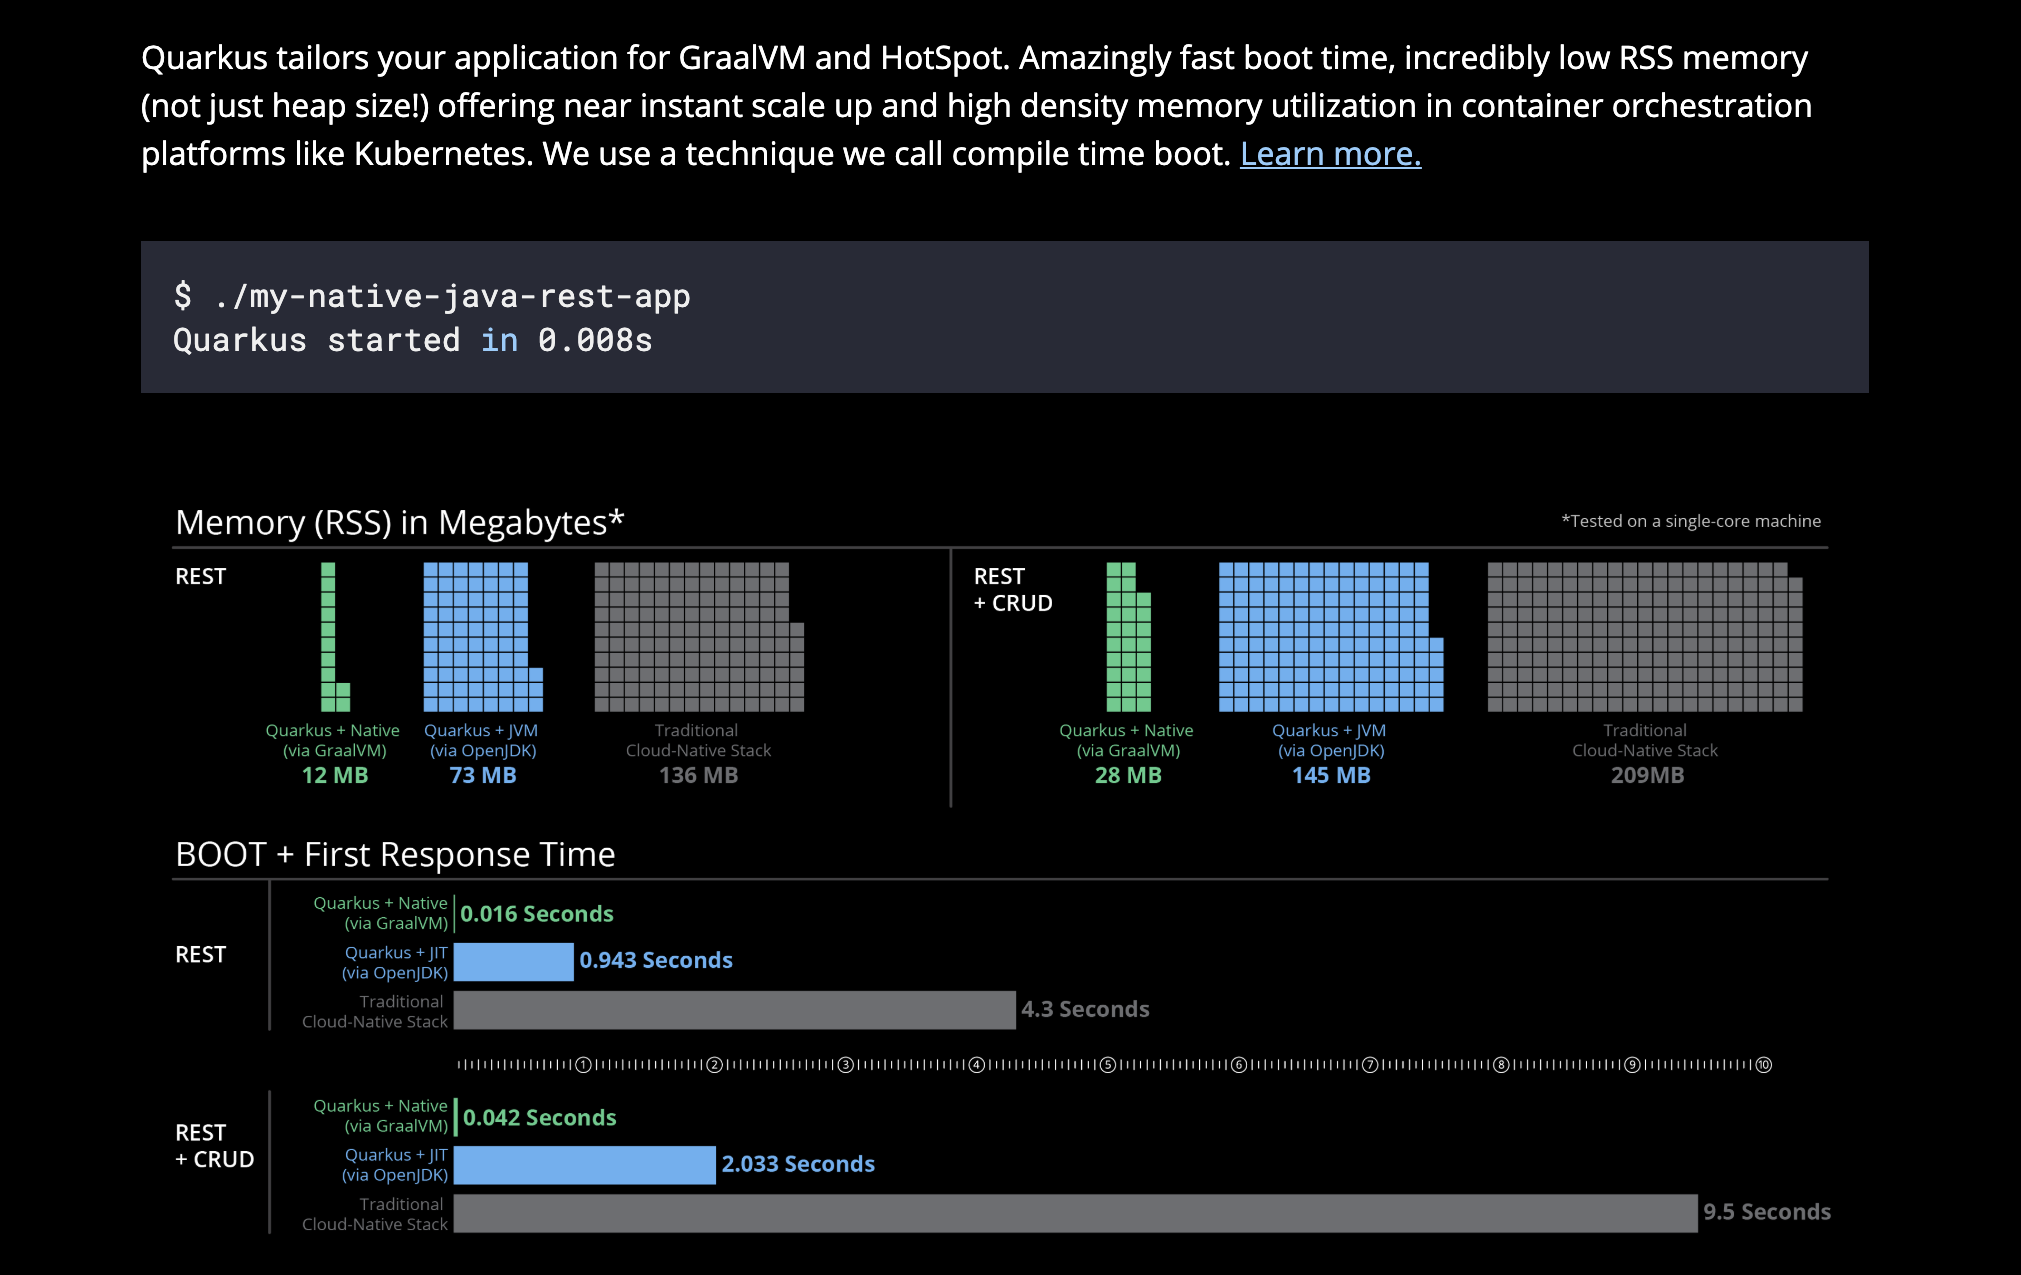 Quarkus tailors your application for GraalVM and HotSpot. Amazingly fast boot time, incredibly low RSS memory
(not just heap size!) offering near instant scale up and high density memory utilization in container orchestration
platforms like Kubernetes. We use a technique we call compile time boot. Learn more.
$ ./my-native-java-rest-app
Quarkus started in 0.008s
Memory (RSS) in Megabytes*
*Tested on a single-core machine
REST
Quarkus + Native
(via GraalVM)
12 MB
Quarkus + JVM
(via OpenJDK)
73 MB
Traditional
Cloud-Native Stack
136 MB
REST
+ CRUD
Quarkus + Native
(via GraalVM)
28 MB
Quarkus + JVM
(via OpenJDK)
145 MB
Traditional
Cloud-Native Stack
209MB
BOOT + First Response Time
REST
Quarkus + Native
(via GraalVM)
0.016 Seconds
Quarkus + JIT
(via OpenJDK)
0.943 Seconds
Traditional
Cloud-Native Stack
4.3 Seconds
1 2 3 4 5 6 7 8 9 10
REST
+ CRUD
Quarkus + Native
(via GraalVM)
0.042 Seconds
Quarkus + JIT
(via OpenJDK)
2.033 Seconds
Traditional
Cloud-Native Stack
9.5 Seconds